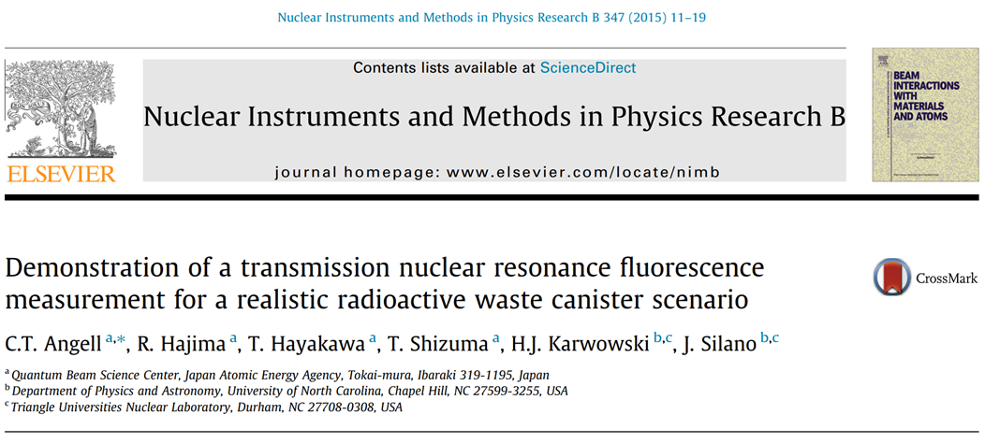 Nuclear Instruments and Methods in Physics Research B 347 (2015) 11–19
Contents lists available at ScienceDirect
Nuclear Instruments and Methods in Physics Research B
journal homepage: www.elsevier.com/locate/nimb
ELSEVIER
BEAM
INTERACTIONS
WITH
MATERIALS
AND ATOMS
Demonstration of a transmission nuclear resonance fluorescence
measurement for a realistic radioactive waste canister scenario
CrossMark
C.T. Angell a,*, R. Hajima a, T. Hayakawa a, T. Shizuma a, H.J. Karwowski b,c, J. Silano b,c
a Quantum Beam Science Center, Japan Atomic Energy Agency, Tokai-mura, Ibaraki 319-1195, Japan
b Department of Physics and Astronomy, University of North Carolina, Chapel Hill, NC 27599-3255, USA
c Triangle Universities Nuclear Laboratory, Durham, NC 27708-0308, USA